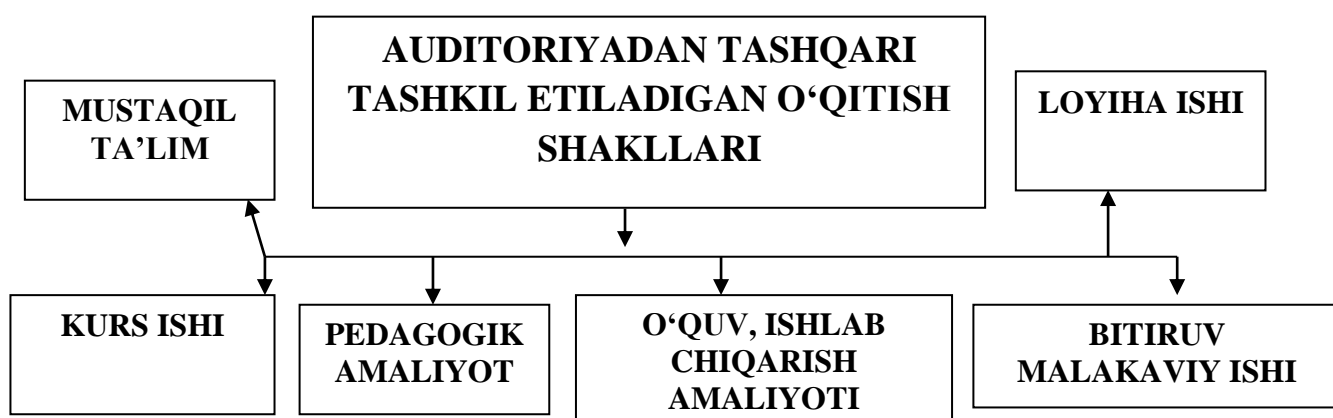 AUDITORIYADAN TASHQARI
TASHKIL ETILADIGAN O‘QITISH
SHAKLLARI
MUSTAQIL
TA’LIM
LOYIHA ISHI
KURS ISHI
PEDAGOGIK
AMALIYOT
O‘QUV, ISHLAB
CHIQARISH
AMALIYOTI
BITIRUV
MALAKAVIY ISHI